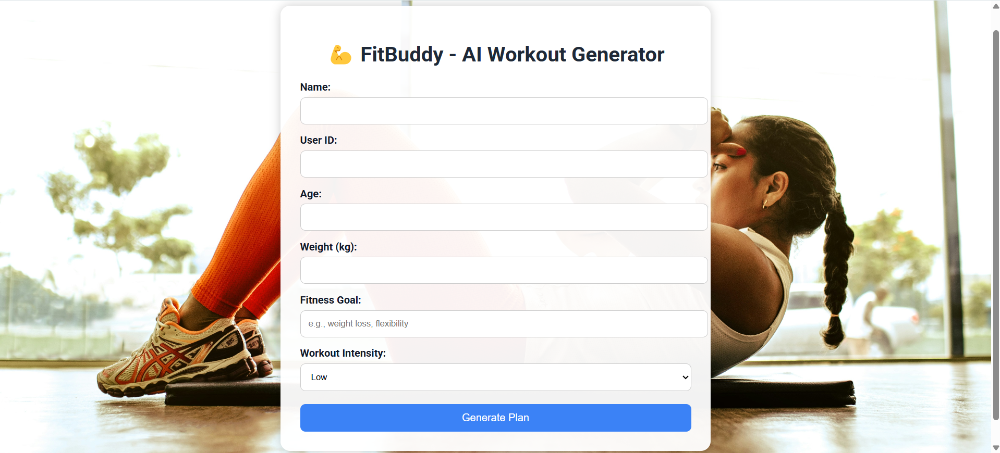 💪 FitBuddy - AI Workout Generator
Name:
User ID:
Age:
Weight (kg):
Fitness Goal:
e.g., weight loss, flexibility
Workout Intensity:
Low
Generate Plan